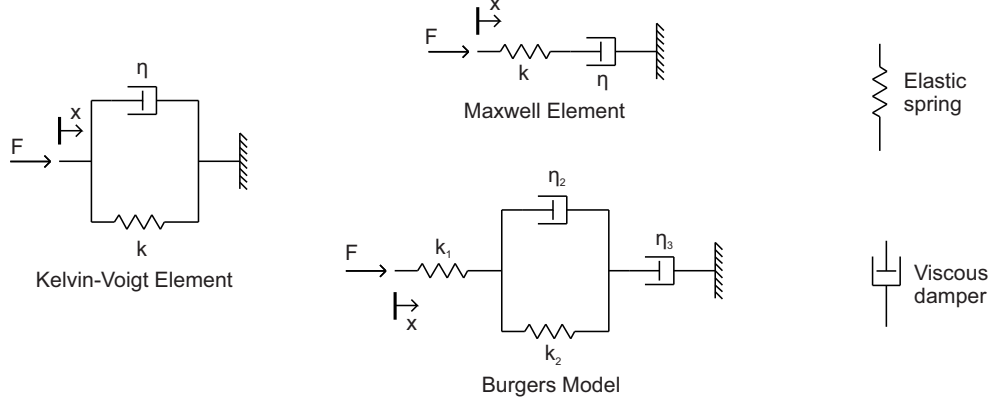 x
F
k
η
Maxwell Element
η
x
F
k
Kelvin-Voigt Element
η₂
k₁
η₃
F
x
k₂
Burgers Model
Elastic
spring
Viscous
damper